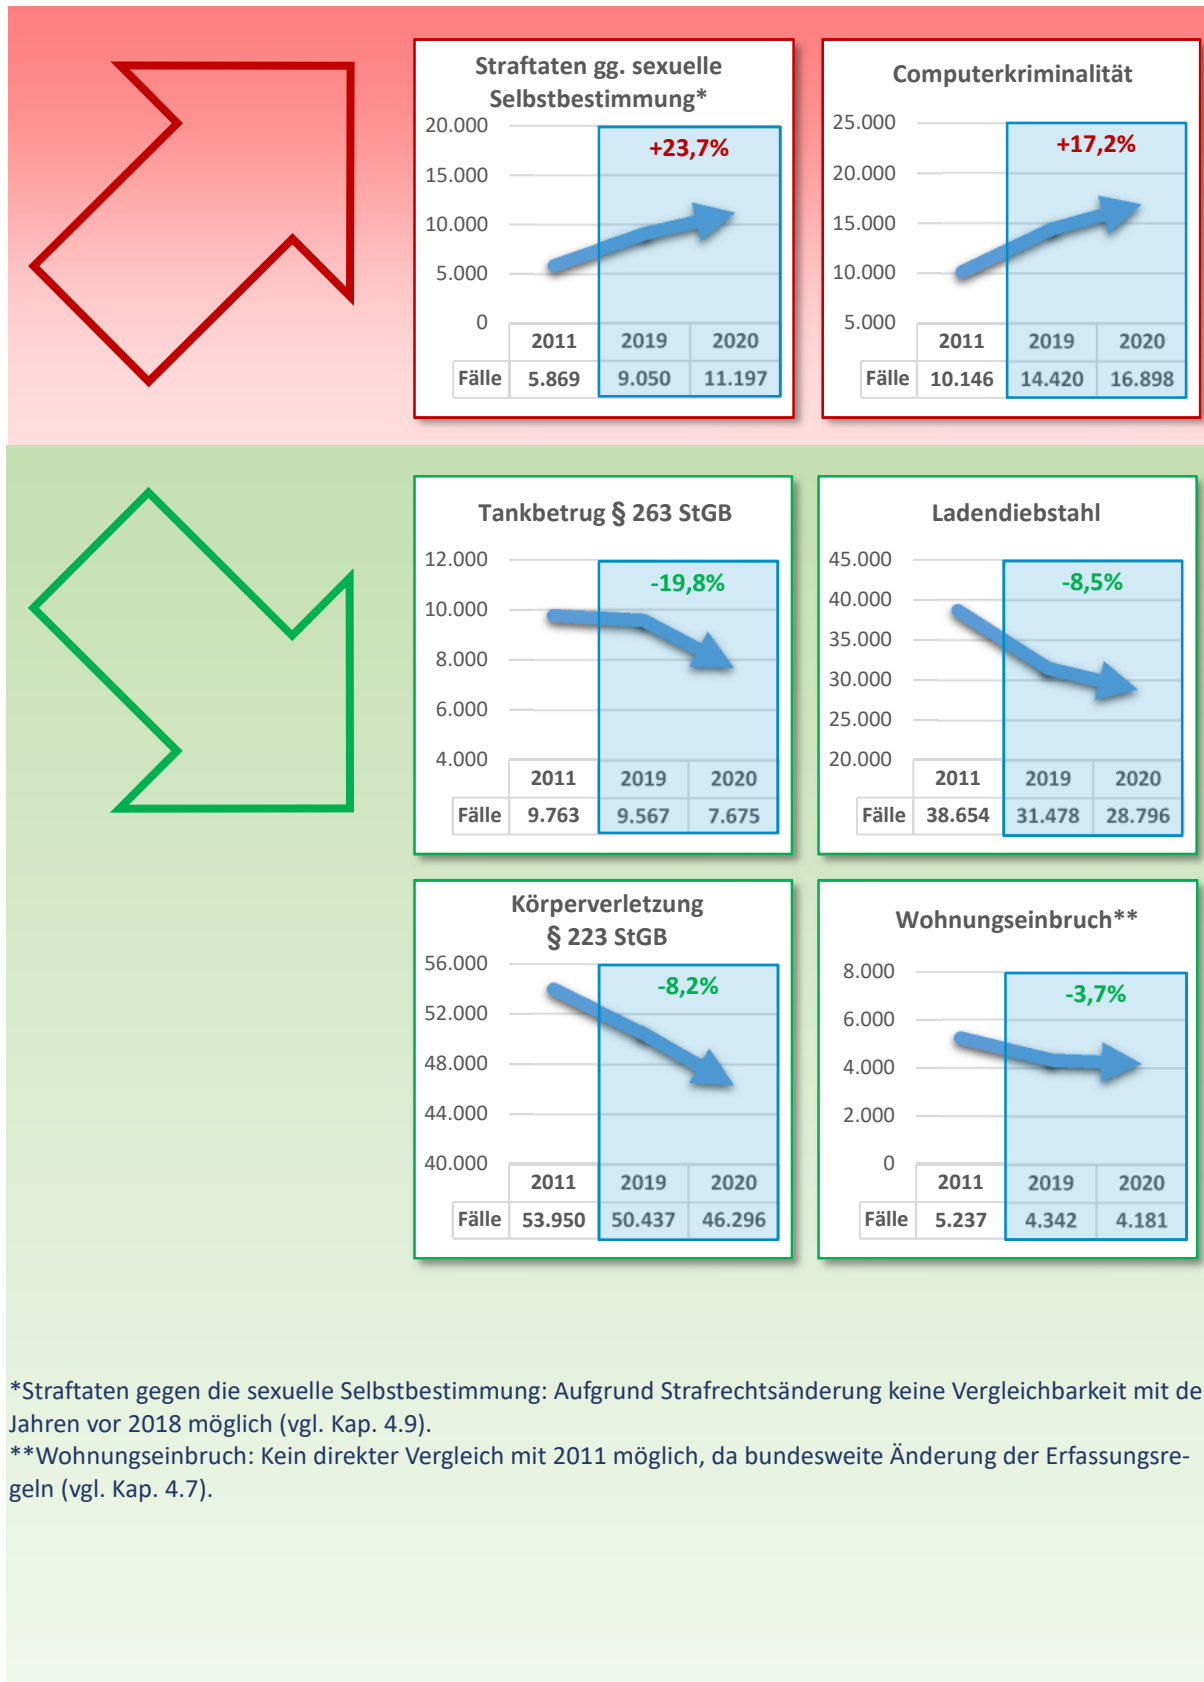 Straftaten gg. sexuelle
Selbstbestimmung*
20.000
15.000
10.000
5.000
0
+23,7%
2011 2019 2020
Fälle 5.869 9.050 11.197
Computerkriminalität
25.000
20.000
15.000
10.000
5.000
+17,2%
2011 2019 2020
Fälle 10.146 14.420 16.898
Tankbetrug § 263 StGB
12.000
10.000
8.000
6.000
4.000
-19,8%
2011 2019 2020
Fälle 9.763 9.567 7.675
Ladendiebstahl
45.000
40.000
35.000
30.000
25.000
20.000
-8,5%
2011 2019 2020
Fälle 38.654 31.478 28.796
Körperverletzung
§ 223 StGB
56.000
52.000
48.000
44.000
40.000
-8,2%
2011 2019 2020
Fälle 53.950 50.437 46.296
Wohnungseinbruch**
8.000
6.000
4.000
2.000
0
-3,7%
2011 2019 2020
Fälle 5.237 4.342 4.181
*Straftaten gegen die sexuelle Selbstbestimmung: Aufgrund Strafrechtsänderung keine Vergleichbarkeit mit de
Jahren vor 2018 möglich (vgl. Kap. 4.9).
**Wohnungseinbruch: Kein direkter Vergleich mit 2011 möglich, da bundesweite Änderung der Erfassungsre-
geln (vgl. Kap. 4.7).